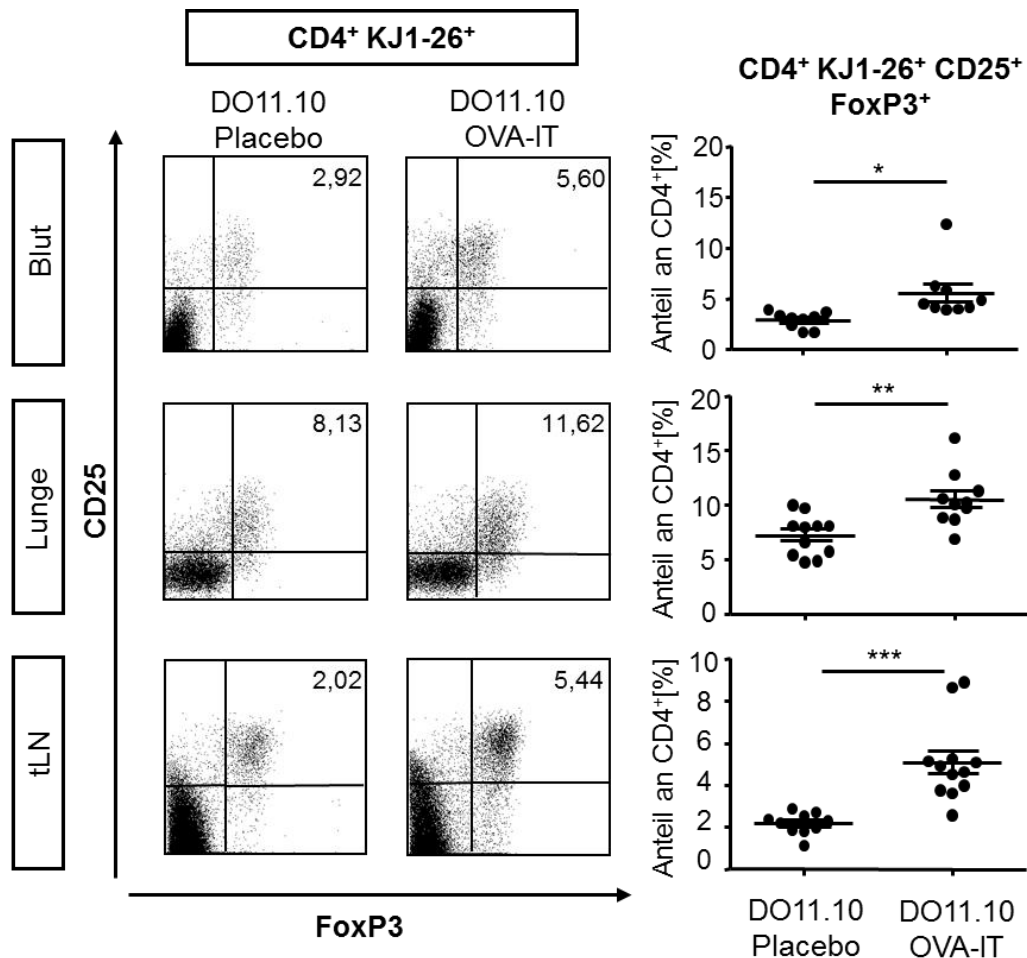 CD4⁺ KJ1-26⁺
CD4⁺ KJ1-26⁺ CD25⁺
FoxP3⁺
DO11.10
Placebo
DO11.10
OVA-IT
Blut
2,92
5,60
Anteil an CD4⁺[%]
20
15
10
5
0
*
Lunge
CD25
8,13
11,62
Anteil an CD4⁺[%]
20
15
10
5
0
**
tLN
2,02
5,44
Anteil an CD4⁺[%]
10
8
6
4
2
0
***
FoxP3
DO11.10
Placebo
DO11.10
OVA-IT